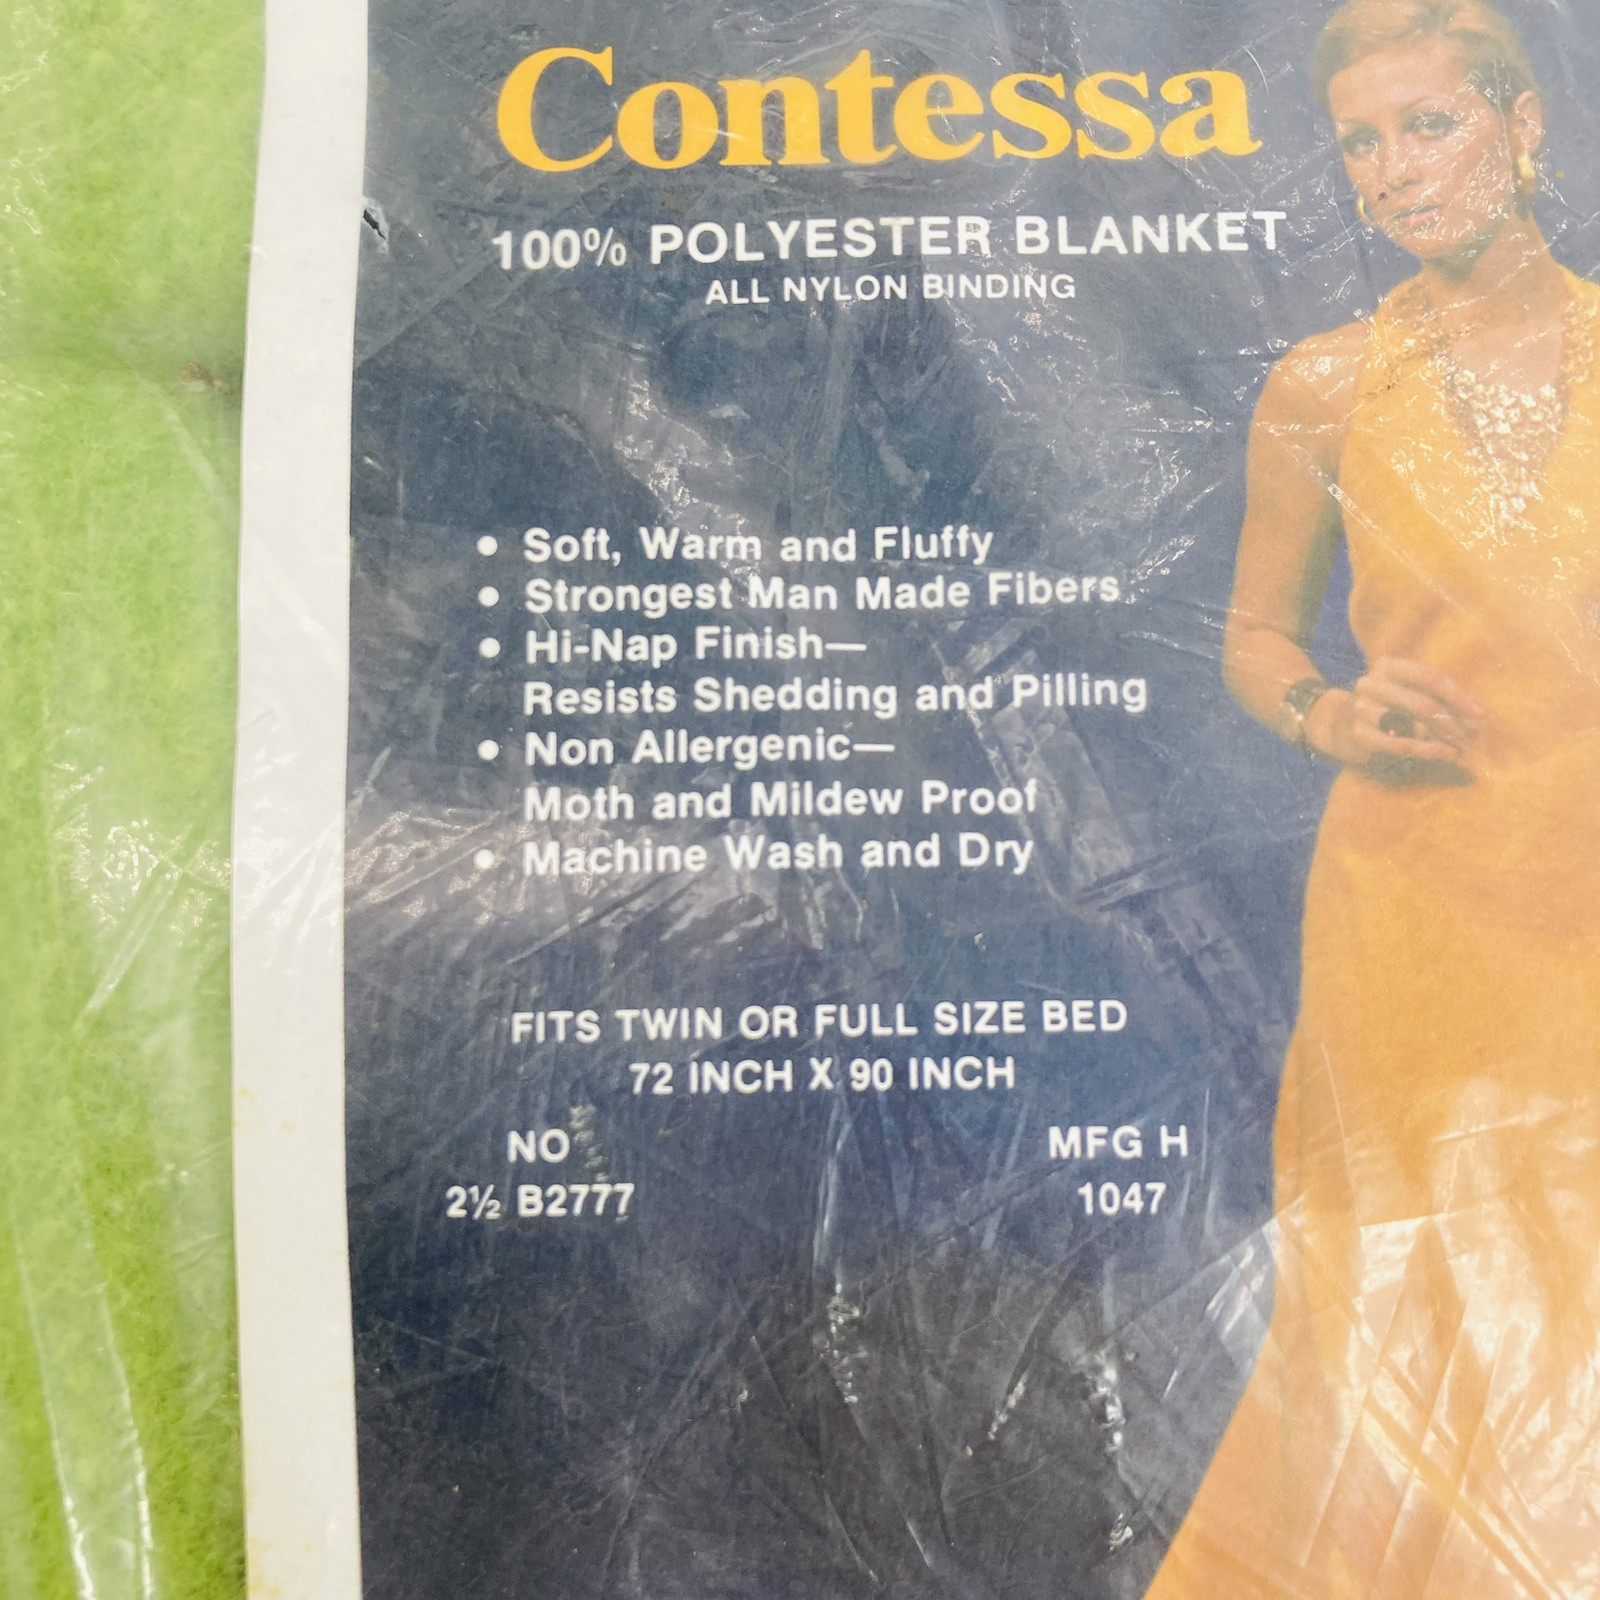 Contessa
100% POLYESTER BLANKET
ALL NYLON BINDING
• Soft, Warm and Fluffy
• Strongest Man Made Fibers
• Hi-Nap Finish—
Resists Shedding and Pilling
• Non Allergenic—
Moth and Mildew Proof
• Machine Wash and Dry
FITS TWIN OR FULL SIZE BED
72 INCH X 90 INCH
NO MFG H
2½ B2777 1047